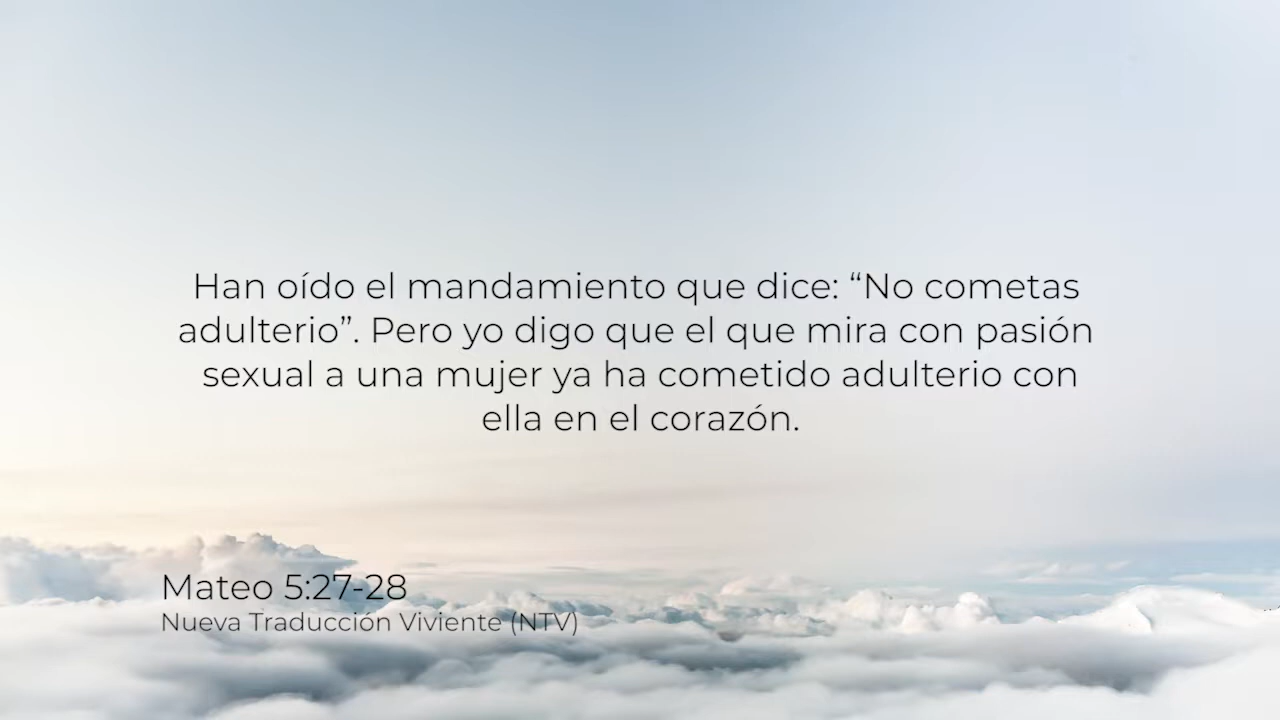 Han oído el mandamiento que dice: “No cometas
adulterio”. Pero yo digo que el que mira con pasión
sexual a una mujer ya ha cometido adulterio con
ella en el corazón.
Mateo 5:27-28
Nueva Traducción Viviente (NTV)